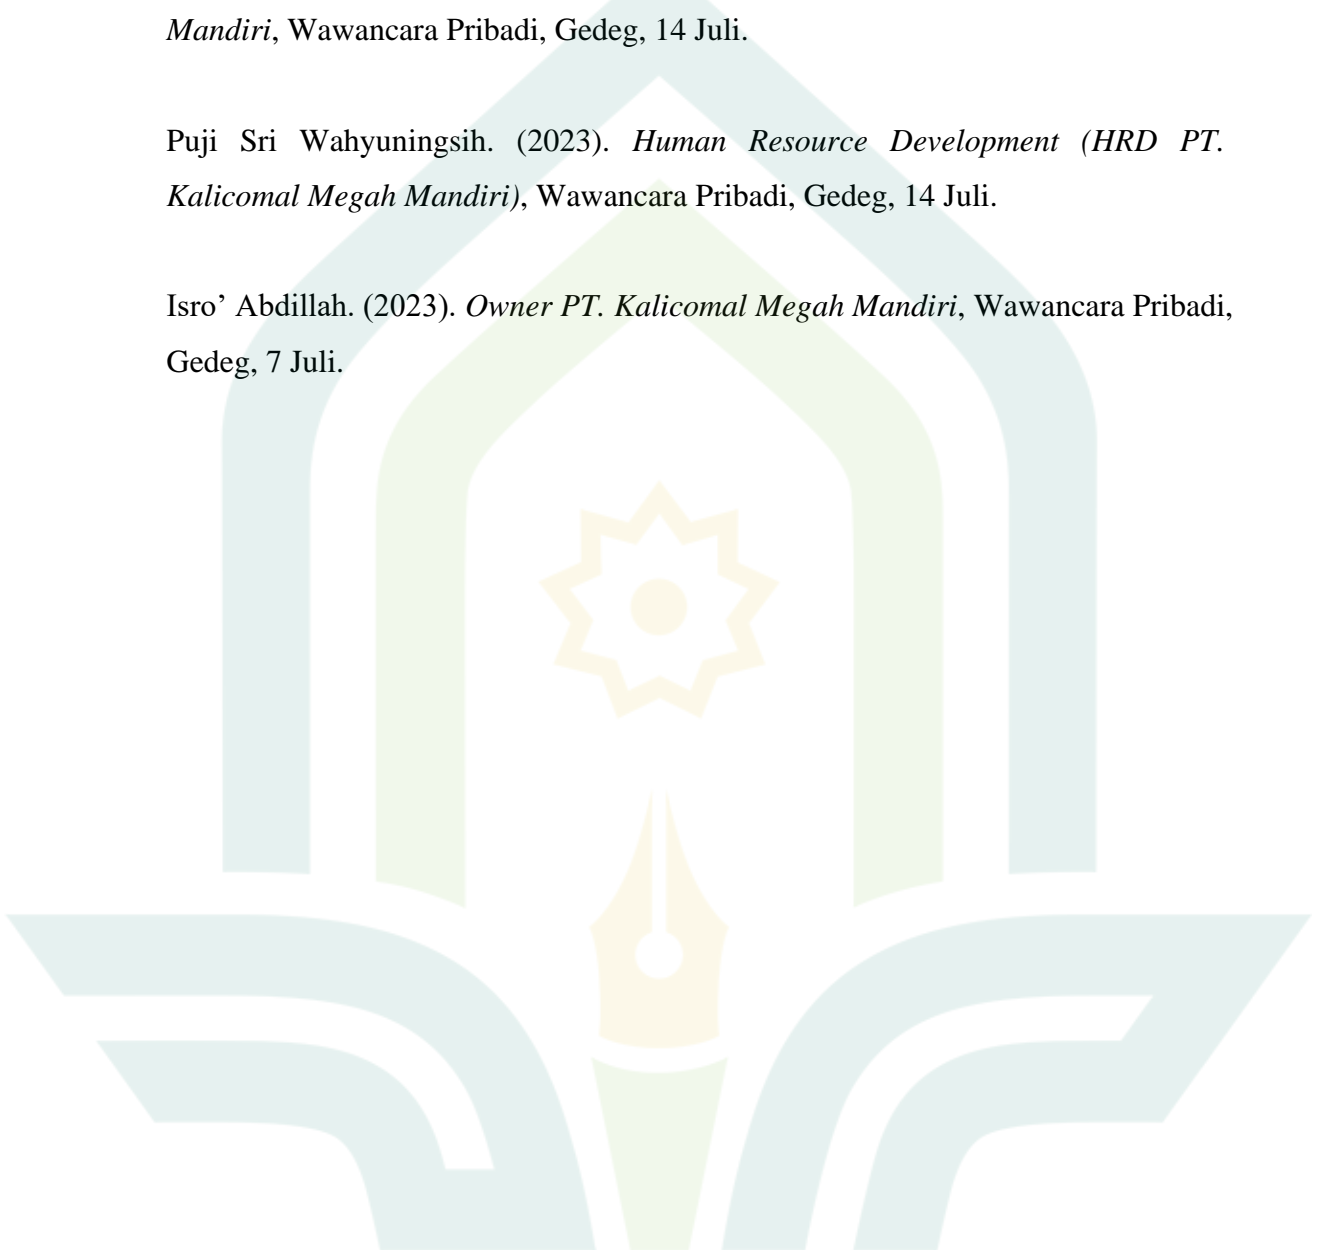 Mandiri, Wawancara Pribadi, Gedeg, 14 Juli.
Puji Sri Wahyuningsih. (2023). Human Resource Development (HRD PT.
Kalicomal Megah Mandiri), Wawancara Pribadi, Gedeg, 14 Juli.
Isro’ Abdillah. (2023). Owner PT. Kalicomal Megah Mandiri, Wawancara Pribadi,
Gedeg, 7 Juli.